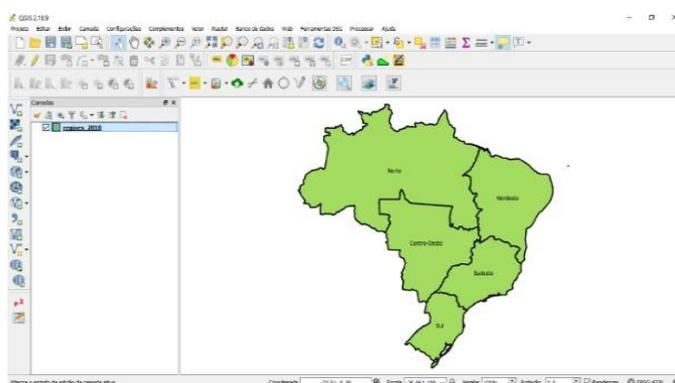 QGIS 2.18.9
Projeto Editar Exibir Camada Configurações Complementos Vetor Raster Banco de dados Web Ferramentas DSG Processar Ajuda
Camadas
regioes_2010
Norte
Nordeste
Centro-Oeste
Sudeste
Sul
Coordenada
Escala
Rotação
Renderizar